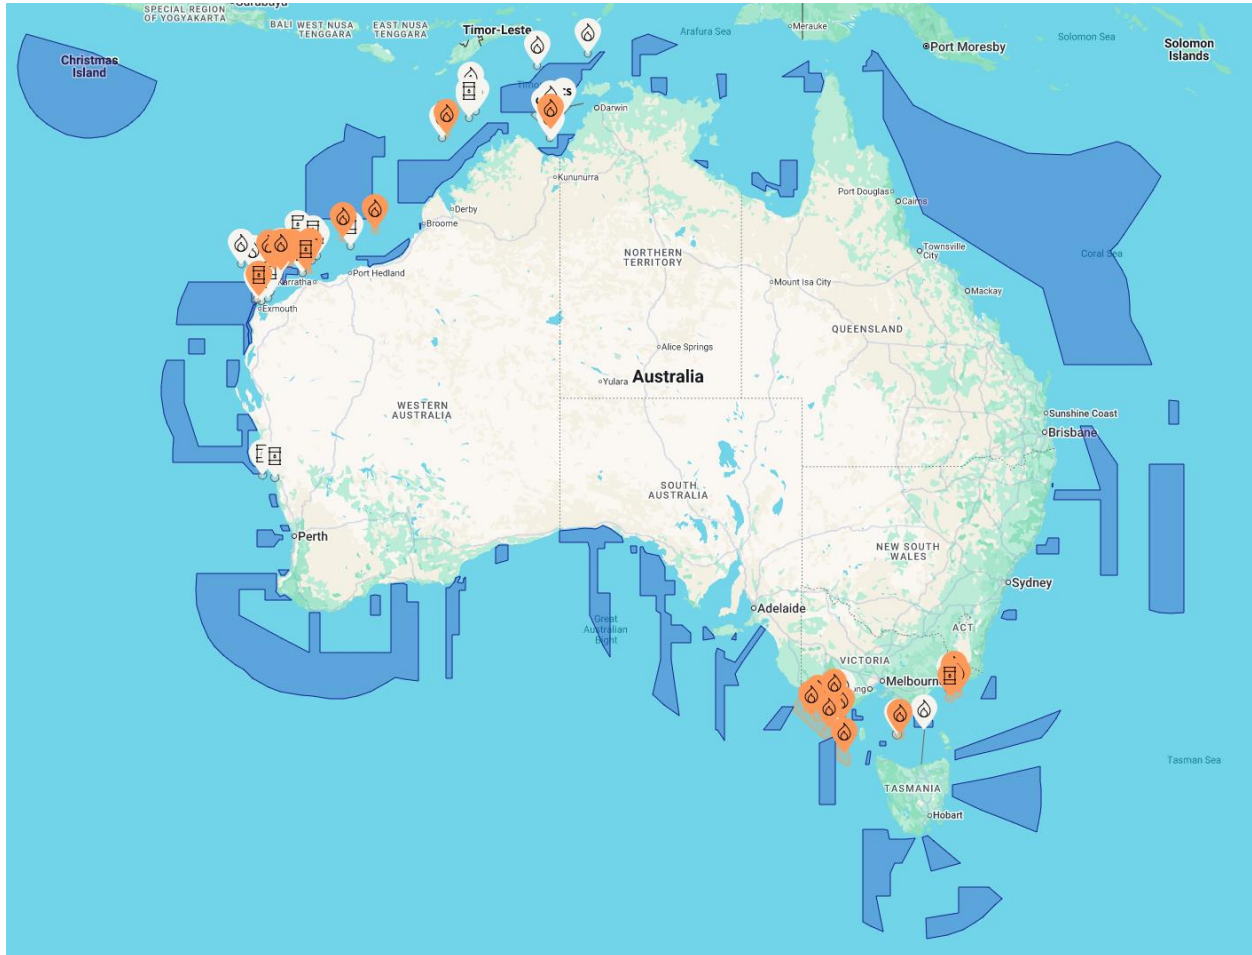 SPECIAL REGION
OF YOGYAKARTA
Surabaya
BALI
WEST NUSA
TENGGARA
EAST NUSA
TENGGARA
Timor-Leste
Arafura Sea
Merauke
Port Moresby
Solomon Sea
Solomon
Islands
Christmas
Island
Darwin
Kununurra
Derby
Broome
Port Douglas
Cairns
Townsville
City
Coral Sea
NORTHERN
TERRITORY
Port Hedland
Karratha
Mount Isa City
Mackay
Exmouth
QUEENSLAND
Alice Springs
Australia
Yulara
WESTERN
AUSTRALIA
Sunshine Coast
Brisbane
SOUTH
AUSTRALIA
Perth
NEW SOUTH
WALES
Sydney
Adelaide
Great
Australian
Bight
ACT
VICTORIA
Melbourne
Tasman Sea
TASMANIA
Hobart